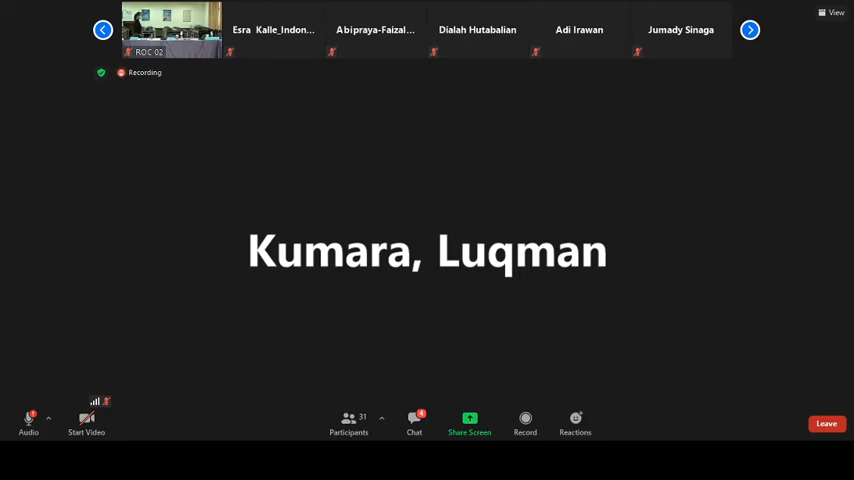 View
Esra Kalle_Indon...
Abipraya-Faizal...
Dialah Hutabalian
Adi Irawan
Jumady Sinaga
ROC 02
Recording
Kumara, Luqman
31
4
Audio
Start Video
Participants
Chat
Share Screen
Record
Reactions
Leave